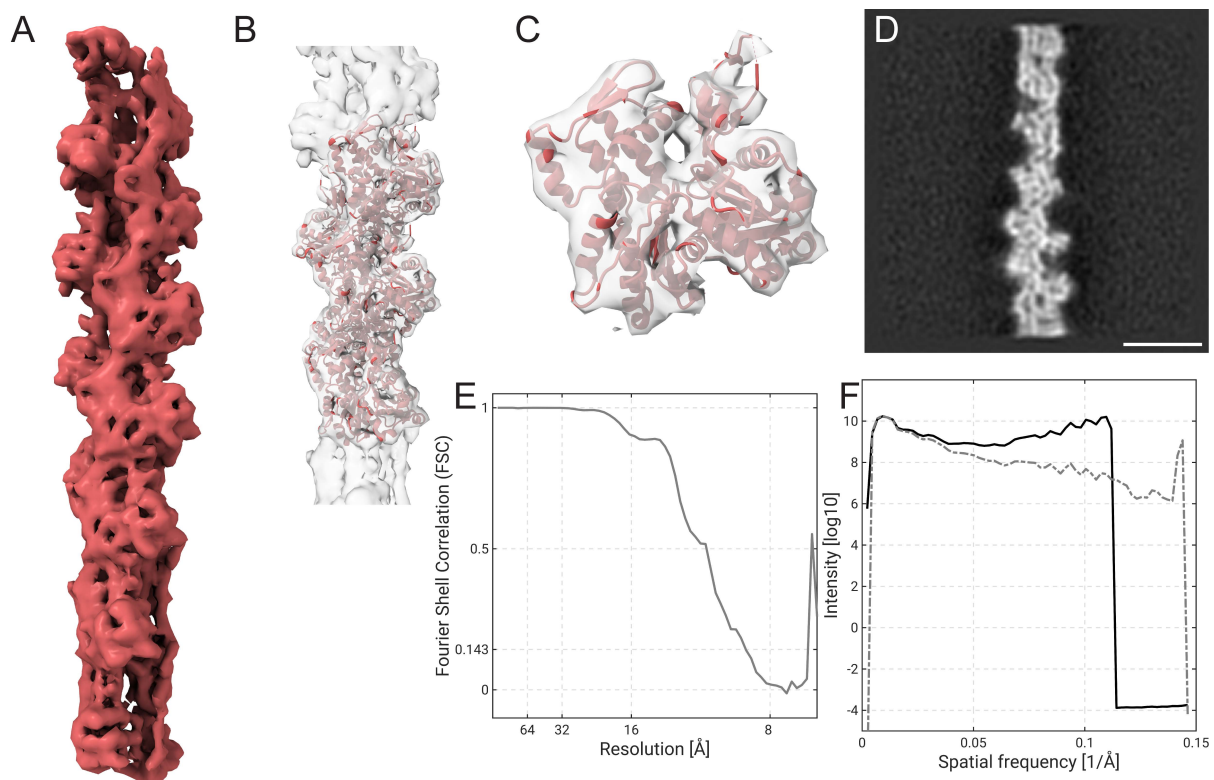 A
B
C
D
E
Fourier Shell Correlation (FSC)
1
0.5
0.143
0
64 32 16 8
Resolution [Å]
F
Intensity [log10]
10
8
6
4
2
0
-2
-4
0 0.05 0.1 0.15
Spatial frequency [1/Å]